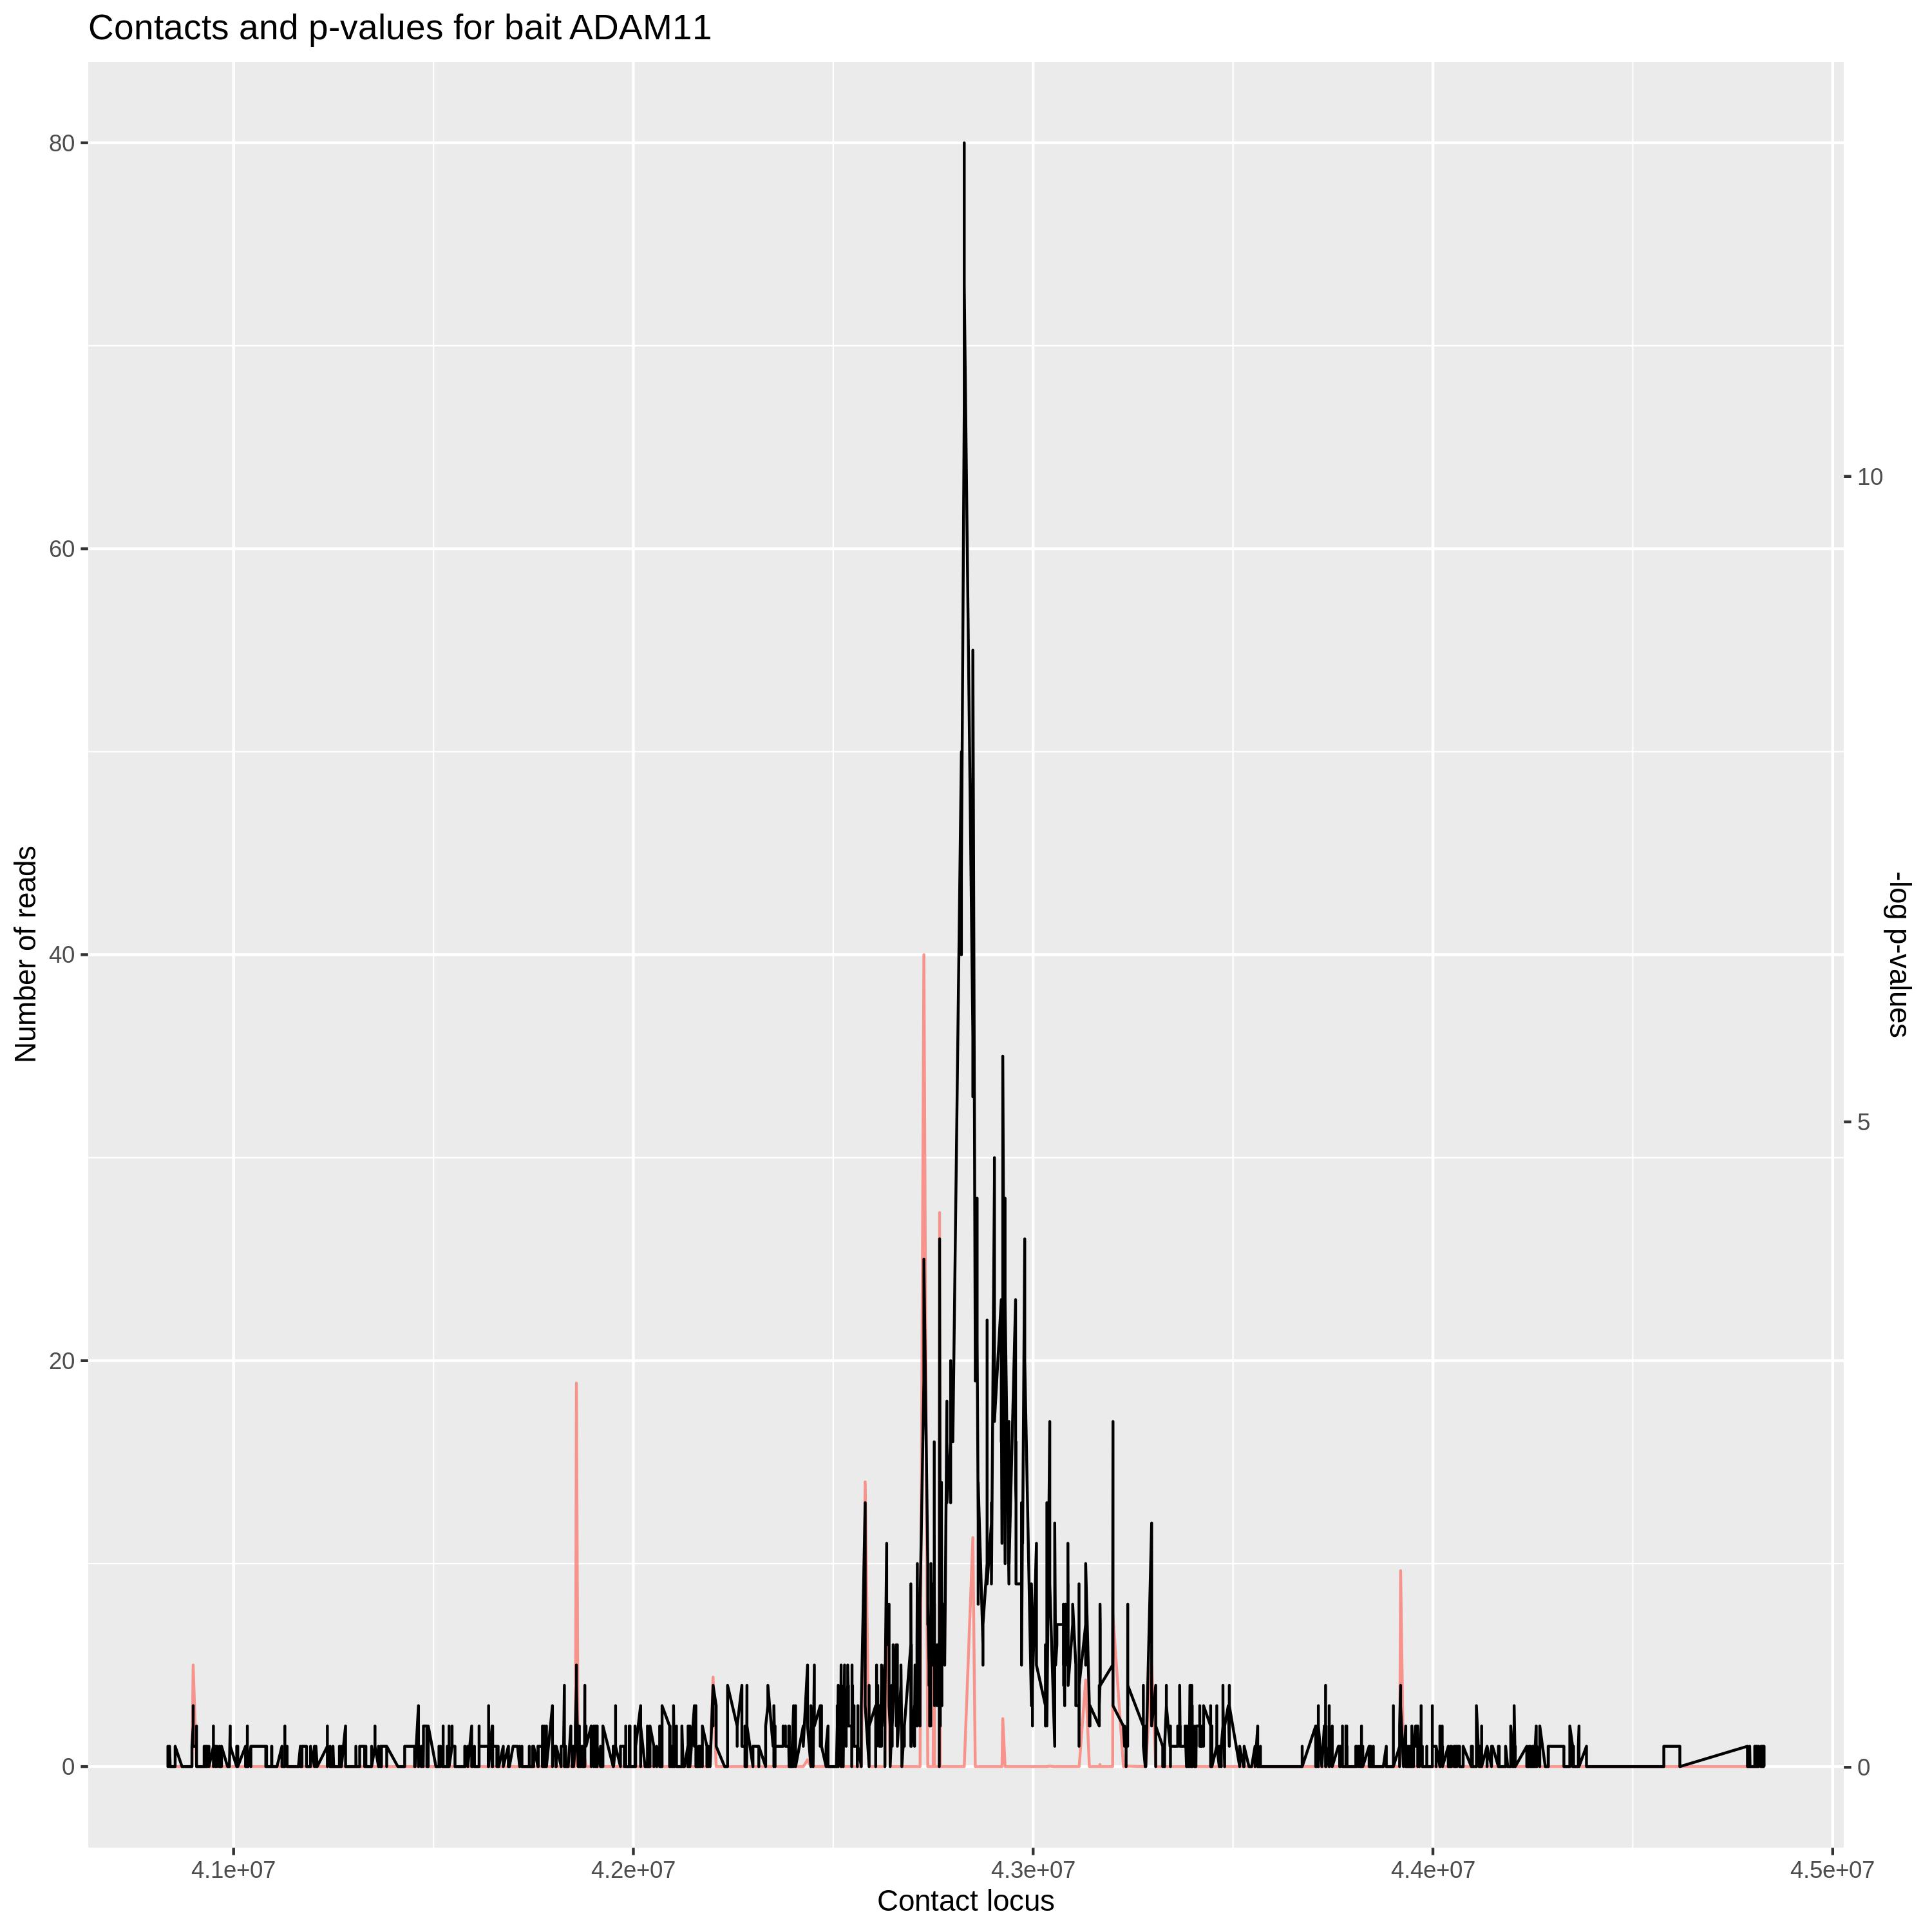 Contacts and p-values for bait ADAM11
80
60
40
20
0
Number of reads
10
5
0
-log p-values
4.1e+07 4.2e+07 4.3e+07 4.4e+07 4.5e+07
Contact locus